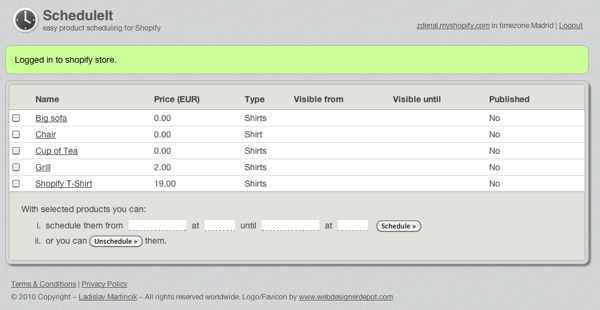 ScheduleIt
easy product scheduling for Shopify
zdenal.myshopify.com in timezone Madrid | Logout
Logged in to shopify store.
Name Price (EUR) Type Visible from Visible until Published
Big sofa 0.00 Shirts No
Chair 0.00 Shirt No
Cup of Tea 0.00 Shirts No
Grill 2.00 Shirts No
Shopify T-Shirt 19.00 Shirts No
With selected products you can:
i. schedule them from at until at Schedule »
ii. or you can Unschedule » them.
Terms & Conditions | Privacy Policy
© 2010 Copyright – Ladislav Martincik – All rights reserved worldwide. Logo/Favicon by www.webdesignerdepot.com